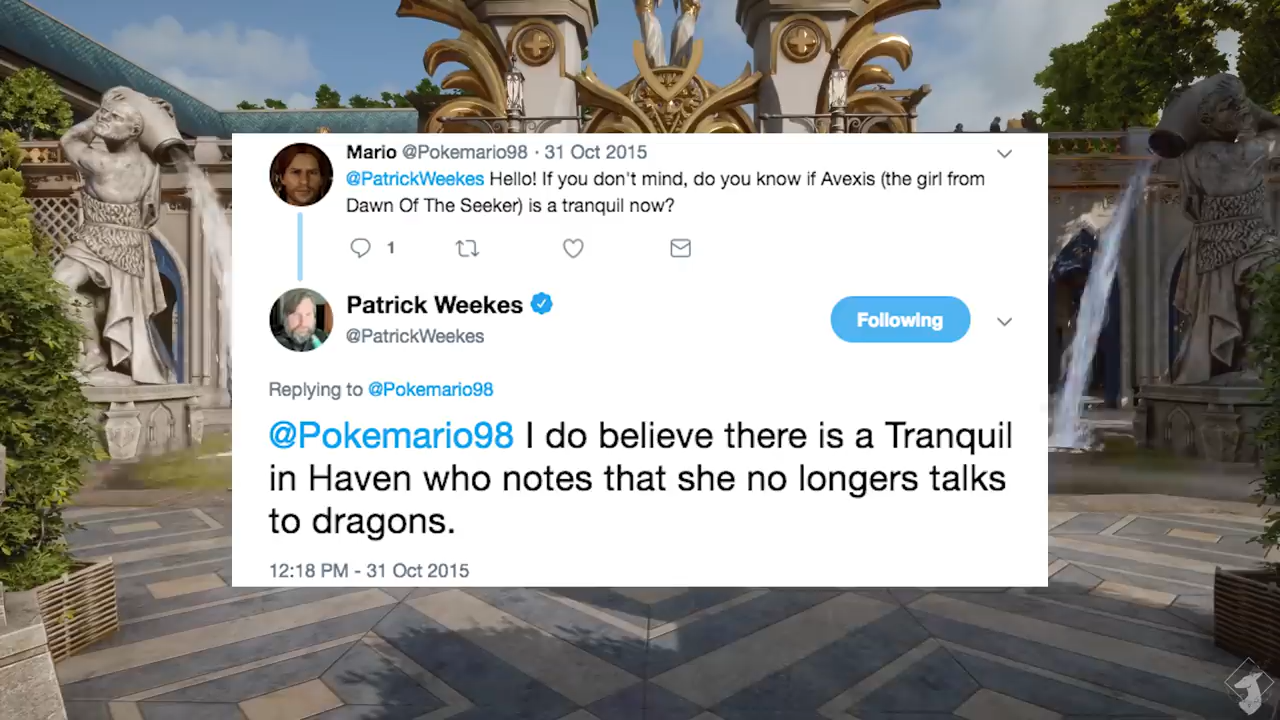 Mario @Pokemario98 · 31 Oct 2015
@PatrickWeekes Hello! If you don't mind, do you know if Avexis (the girl from
Dawn Of The Seeker) is a tranquil now?
1
Patrick Weekes
@PatrickWeekes
Following
Replying to @Pokemario98
@Pokemario98 I do believe there is a Tranquil
in Haven who notes that she no longers talks
to dragons.
12:18 PM - 31 Oct 2015